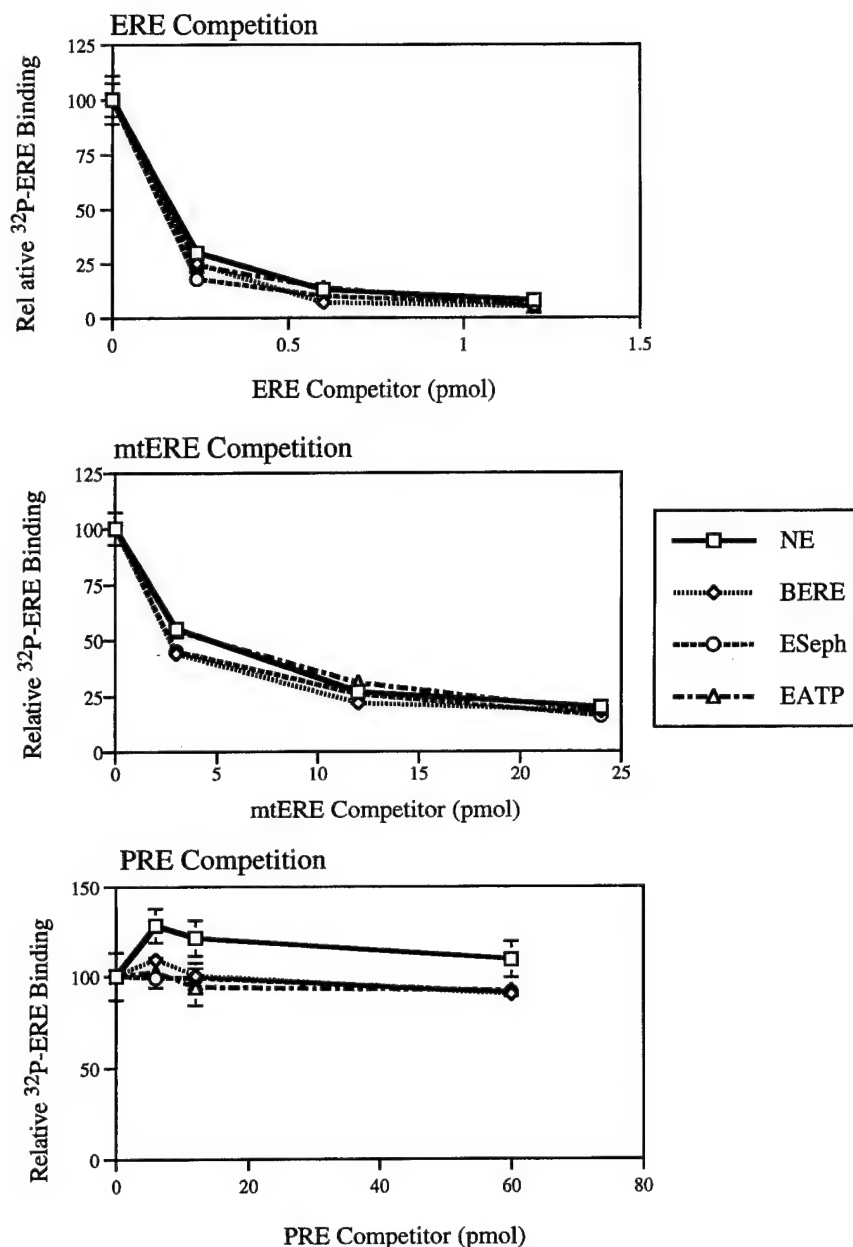 ERE Competition
125
100
75
50
25
0
Rel ative ³²P-ERE Binding
0 0.5 1 1.5
ERE Competitor (pmol)
mtERE Competition
125
100
75
50
25
0
Relative ³²P-ERE Binding
0 5 10 15 20 25
mtERE Competitor (pmol)
NE
BERE
ESeph
EATP
PRE Competition
150
100
50
0
Relative ³²P-ERE Binding
0 20 40 60 80
PRE Competitor (pmol)